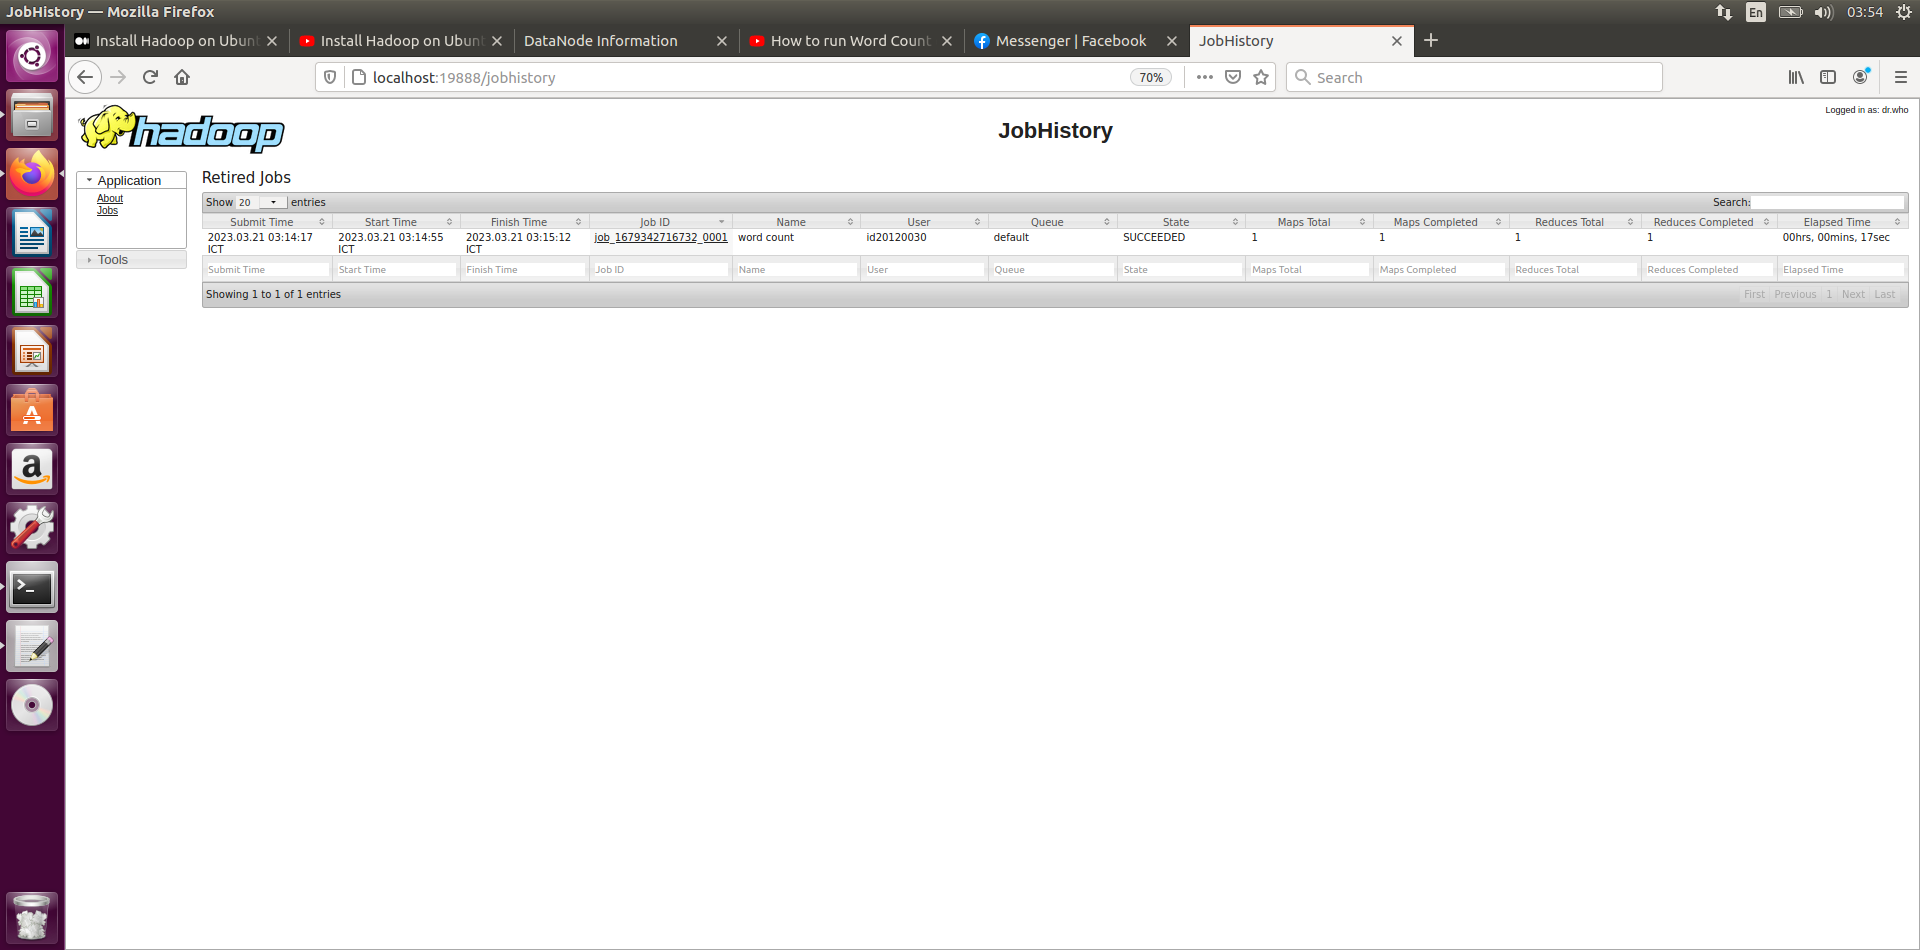 JobHistory — Mozilla Firefox
En
03:54
Install Hadoop on Ubunt
Install Hadoop on Ubunt
DataNode Information
How to run Word Count
Messenger | Facebook
JobHistory
localhost:19888/jobhistory
70%
Search
hadoop
JobHistory
Logged in as: dr.who
Application
About
Jobs
Tools
Retired Jobs
Show 20 entries
Search:
Submit Time Start Time Finish Time Job ID Name User Queue State Maps Total Maps Completed Reduces Total Reduces Completed Elapsed Time
2023.03.21 03:14:17 2023.03.21 03:14:55 2023.03.21 03:15:12 job_1679342716732_0001 word count id20120030 default SUCCEEDED 1 1 1 1 00hrs, 00mins, 17sec
ICT ICT ICT
Submit Time Start Time Finish Time Job ID Name User Queue State Maps Total Maps Completed Reduces Total Reduces Completed Elapsed Time
Showing 1 to 1 of 1 entries
First Previous 1 Next Last